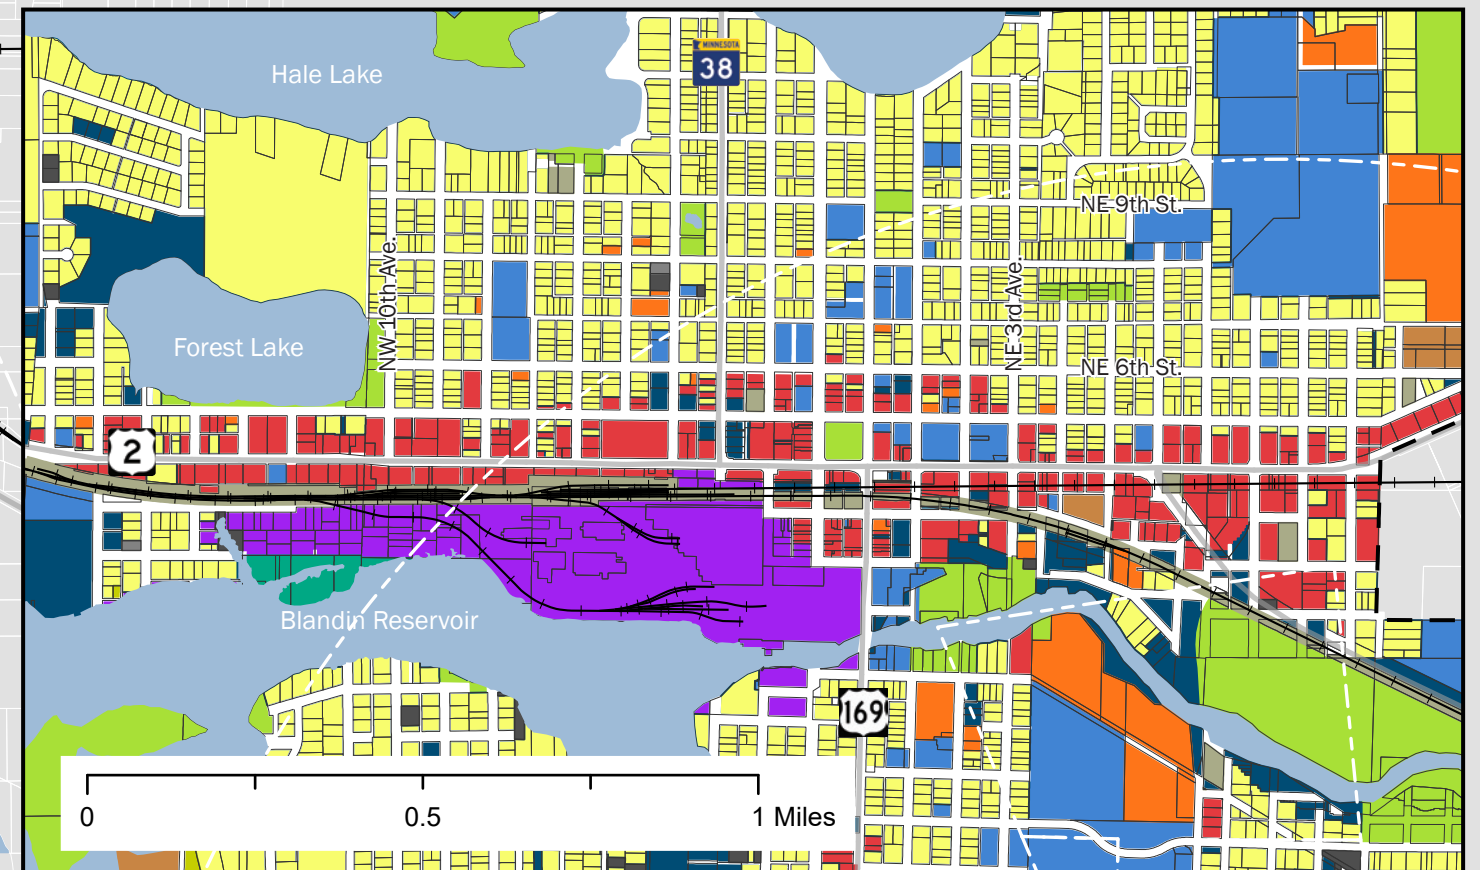 Hale Lake
MINNESOTA
38
NE 9th St.
NW 10th Ave.
NE 3rd Ave.
Forest Lake
NE 6th St.
2
Blandin Reservoir
169
0
0.5
1 Miles